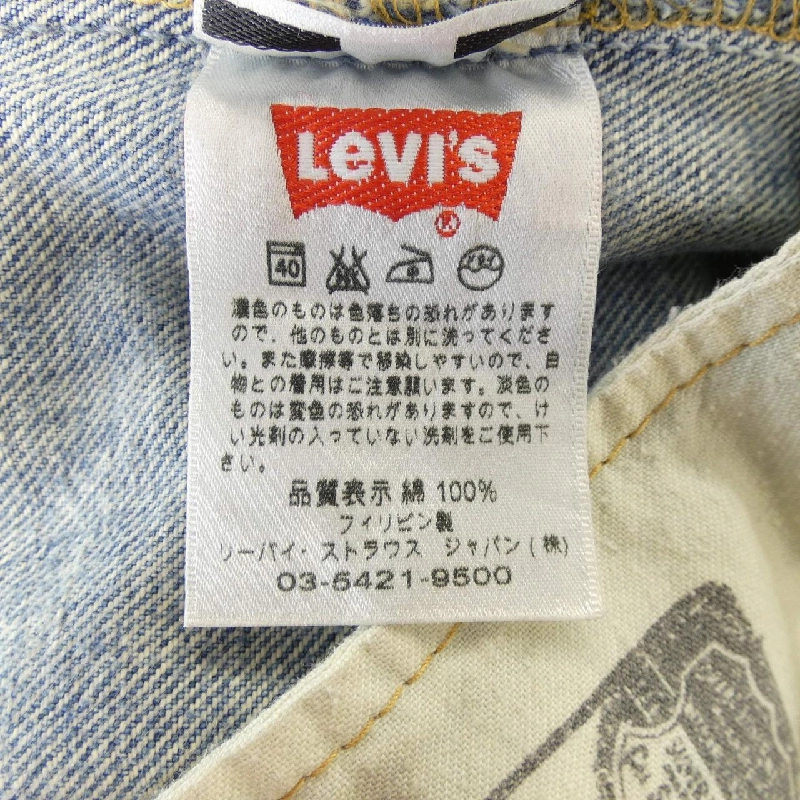 Levi's
®
40
濃色のものは色落ちの恐れがあります
ので、他のものとは別に洗ってくださ
い。また摩擦等で移染しやすいので、白
物との着用はご注意願います。淡色の
ものは変色の恐れがありますので、け
い光剤の入っていない洗剤をご使用下
さい。
品質表示 綿 100%
フィリピン製
リーバイ・ストラウス ジャパン(株)
03-5421-9500